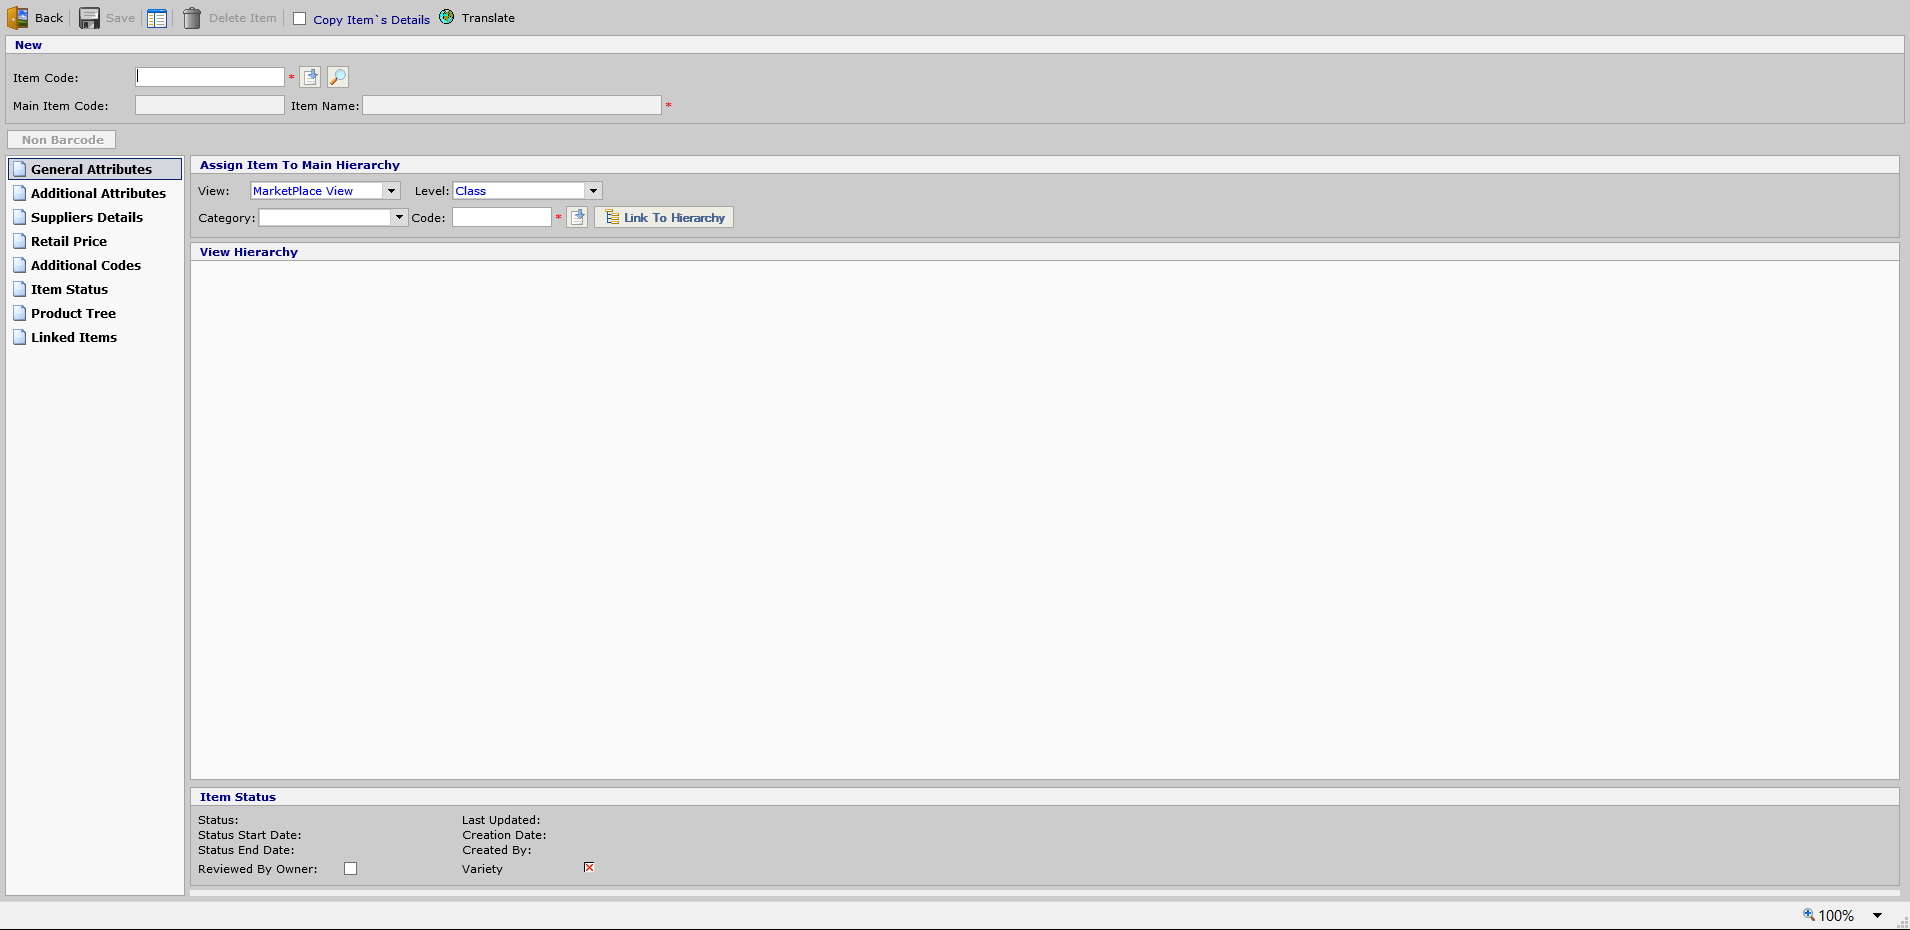 Back Save Delete Item Copy Item`s Details Translate
New
Item Code: *
Main Item Code: Item Name: *
Non Barcode
General Attributes
Additional Attributes
Suppliers Details
Retail Price
Additional Codes
Item Status
Product Tree
Linked Items
Assign Item To Main Hierarchy
View: MarketPlace View Level: Class
Category: Code: * Link To Hierarchy
View Hierarchy
Item Status
Status: Last Updated:
Status Start Date: Creation Date:
Status End Date: Created By:
Reviewed By Owner: Variety
100%